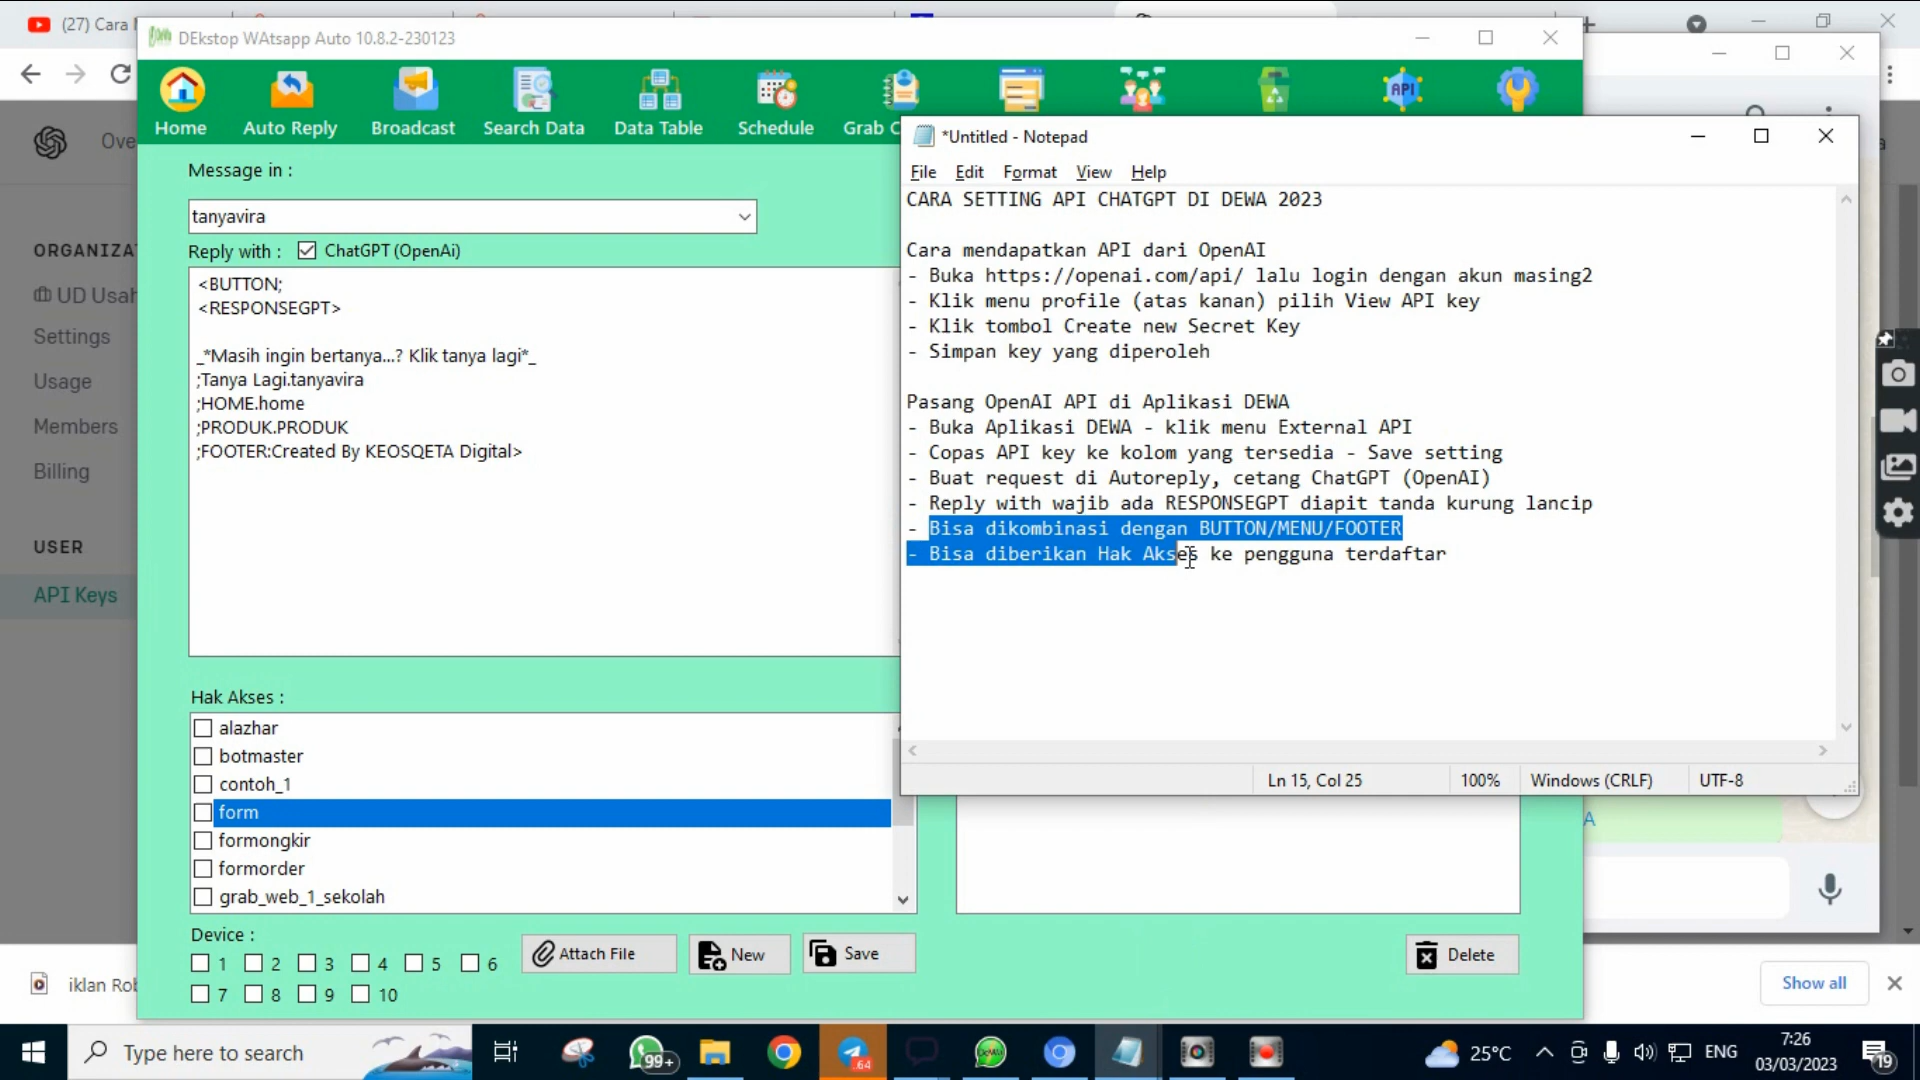 (27) Cara
DEkstop WAtsapp Auto 10.8.2-230123
Home
Auto Reply
Broadcast
Search Data
Data Table
Schedule
Grab C
API
Ove
ORGANIZA
UD Usah
Settings
Usage
Members
Billing
USER
API Keys
Message in :
tanyavira
Reply with :
ChatGPT (OpenAi)
<BUTTON;
<RESPONSEGPT>
_*Masih ingin bertanya...? Klik tanya lagi*_
;Tanya Lagi.tanyavira
;HOME.home
;PRODUK.PRODUK
;FOOTER:Created By KEOSQETA Digital>
Hak Akses :
alazhar
botmaster
contoh_1
form
formongkir
formorder
grab_web_1_sekolah
Device :
1 2 3 4 5 6
7 8 9 10
Attach File
New
Save
Delete
*Untitled - Notepad
File Edit Format View Help
CARA SETTING API CHATGPT DI DEWA 2023
Cara mendapatkan API dari OpenAI
- Buka https://openai.com/api/ lalu login dengan akun masing2
- Klik menu profile (atas kanan) pilih View API key
- Klik tombol Create new Secret Key
- Simpan key yang diperoleh
Pasang OpenAI API di Aplikasi DEWA
- Buka Aplikasi DEWA - klik menu External API
- Copas API key ke kolom yang tersedia - Save setting
- Buat request di Autoreply, cetang ChatGPT (OpenAI)
- Reply with wajib ada RESPONSEGPT diapit tanda kurung lancip
- Bisa dikombinasi dengan BUTTON/MENU/FOOTER
- Bisa diberikan Hak Akses ke pengguna terdaftar
Ln 15, Col 25
100%
Windows (CRLF)
UTF-8
A
iklan Rob
Show all
Type here to search
99+
.64
25°C
ENG
7:26
03/03/2023
19